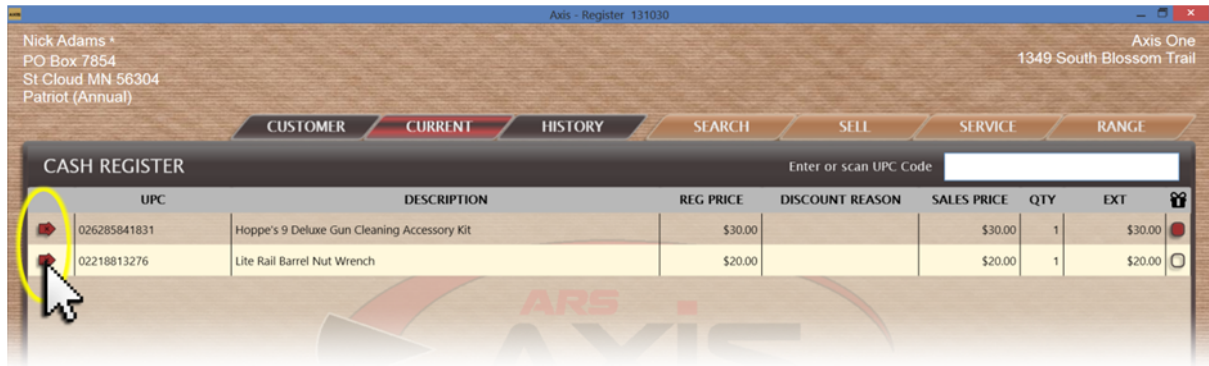 AXIS
Axis - Register 131030
Nick Adams *
PO Box 7854
St Cloud MN 56304
Patriot (Annual)
Axis One
1349 South Blossom Trail
CUSTOMER CURRENT HISTORY SEARCH SELL SERVICE RANGE
CASH REGISTER Enter or scan UPC Code
UPC DESCRIPTION REG PRICE DISCOUNT REASON SALES PRICE QTY EXT
026285841831 Hoppe's 9 Deluxe Gun Cleaning Accessory Kit $30.00 $30.00 1 $30.00
02218813276 Lite Rail Barrel Nut Wrench $20.00 $20.00 1 $20.00
ARS
AXIS